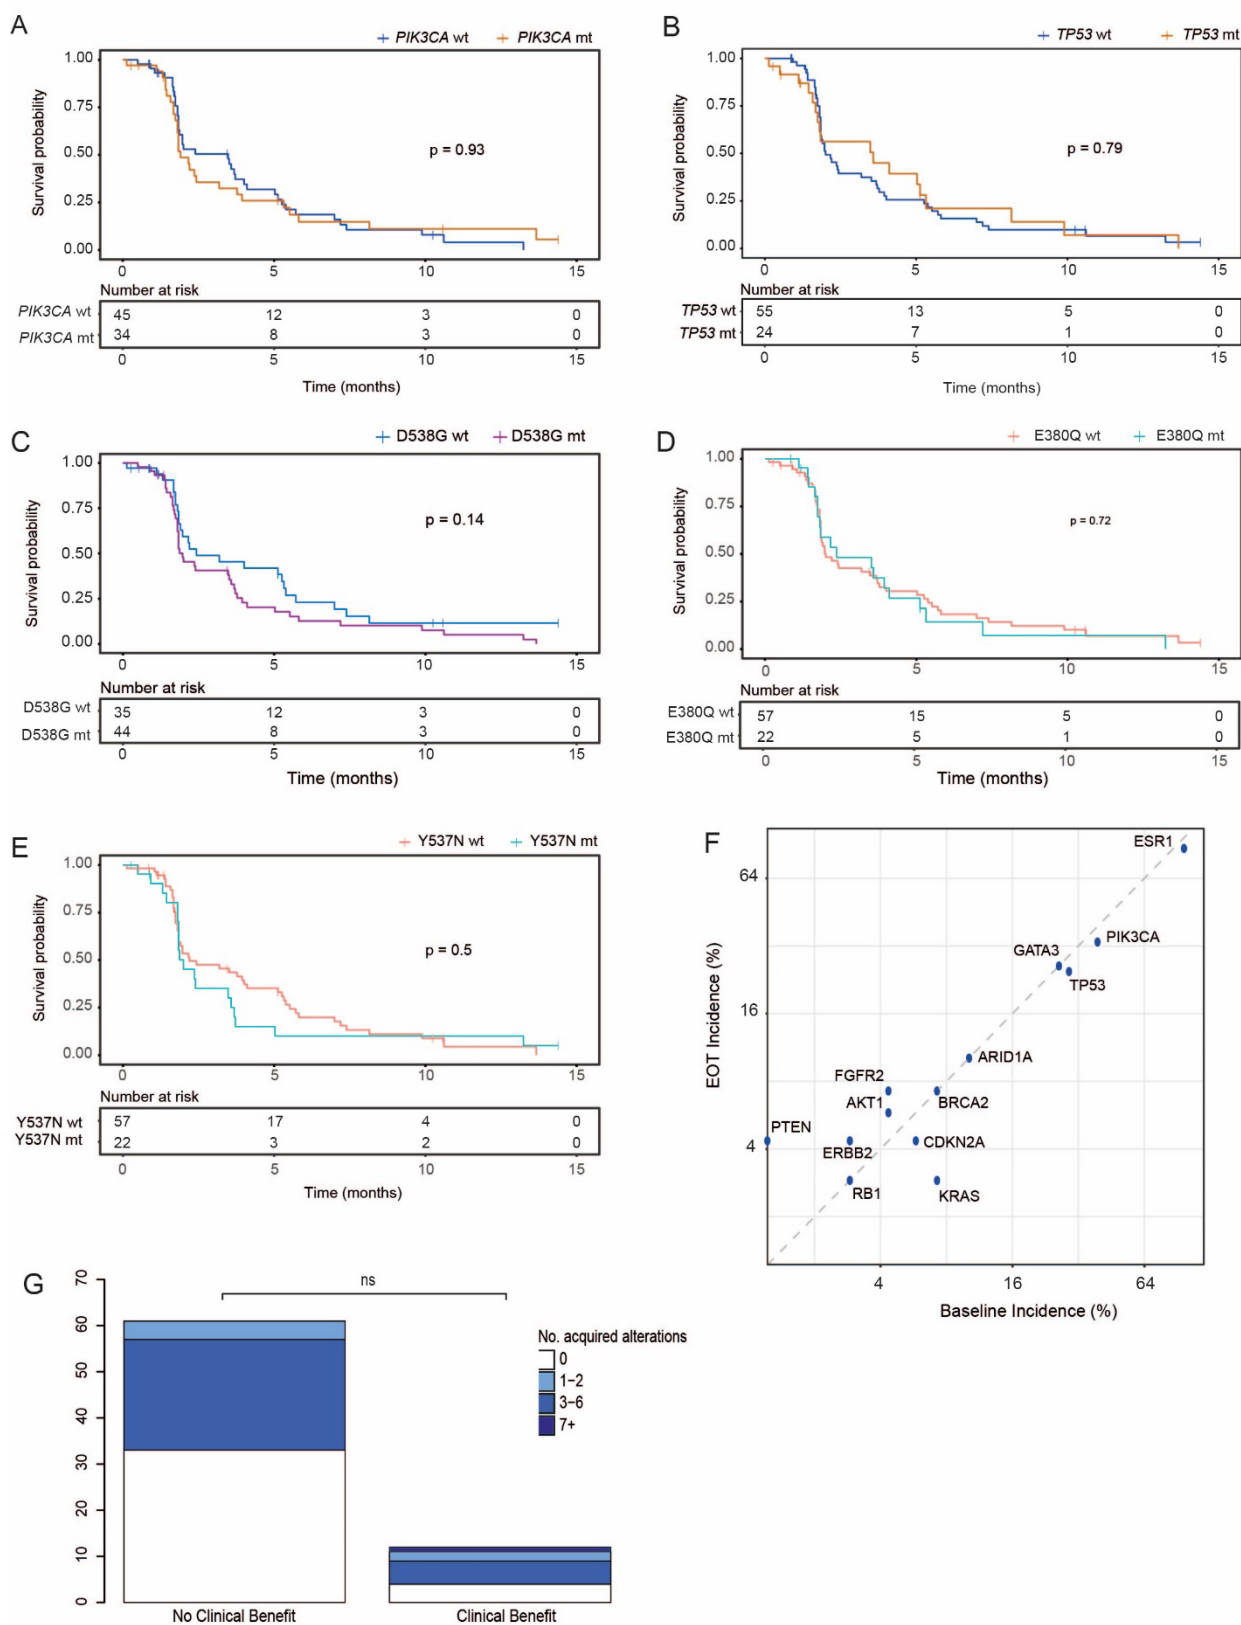 A
PIK3CA wt PIK3CA mt
1.00
0.75
0.50
0.25
0.00
Survival probability
p = 0.93
0 5 10 15
Number at risk
PIK3CA wt 45 12 3 0
PIK3CA mt 34 8 3 0
0 5 10 15
Time (months)
B
TP53 wt TP53 mt
1.00
0.75
0.50
0.25
0.00
Survival probability
p = 0.79
0 5 10 15
Number at risk
TP53 wt 55 13 5 0
TP53 mt 24 7 1 0
0 5 10 15
Time (months)
C
D538G wt D538G mt
1.00
0.75
0.50
0.25
0.00
Survival probability
p = 0.14
0 5 10 15
Number at risk
D538G wt 35 12 3 0
D538G mt 44 8 3 0
0 5 10 15
Time (months)
D
E380Q wt E380Q mt
1.00
0.75
0.50
0.25
0.00
Survival probability
p = 0.72
0 5 10 15
Number at risk
E380Q wt 57 15 5 0
E380Q mt 22 5 1 0
0 5 10 15
Time (months)
E
Y537N wt Y537N mt
1.00
0.75
0.50
0.25
0.00
Survival probability
p = 0.5
0 5 10 15
Number at risk
Y537N wt 57 17 4 0
Y537N mt 22 3 2 0
0 5 10 15
Time (months)
F
ESR1
64
PIK3CA
GATA3
TP53
16
ARID1A
FGFR2
AKT1 BRCA2
PTEN
4
ERBB2 CDKN2A
RB1 KRAS
EOT Incidence (%)
4 16 64
Baseline Incidence (%)
G
70
60
50
40
30
20
10
0
ns
No. acquired alterations
0
1−2
3−6
7+
No Clinical Benefit Clinical Benefit